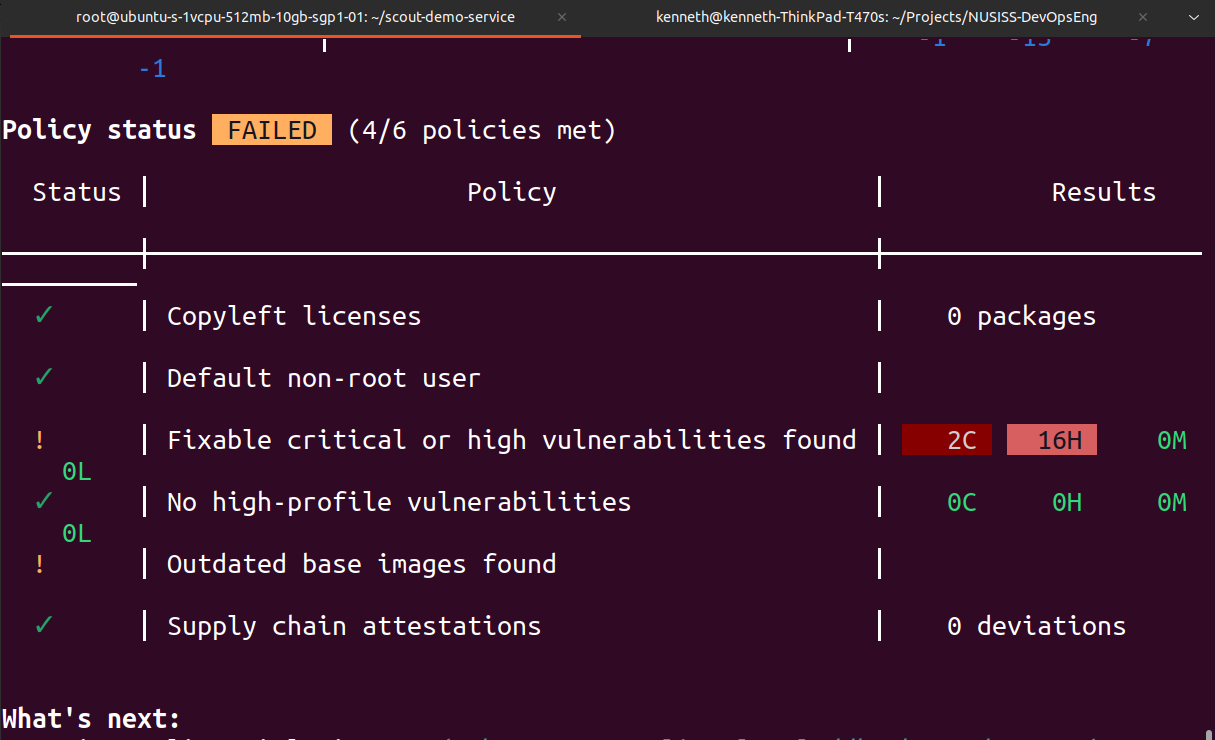 root@ubuntu-s-1vcpu-512mb-10gb-sgp1-01: ~/scout-demo-service × kenneth@kenneth-ThinkPad-T470s: ~/Projects/NUSISS-DevOpsEng ×
-1 -15 -7
-1
Policy status FAILED (4/6 policies met)
Status │ Policy │ Results
✓ │ Copyleft licenses │ 0 packages
✓ │ Default non-root user │
! │ Fixable critical or high vulnerabilities found │ 2C 16H 0M
0L
✓ │ No high-profile vulnerabilities │ 0C 0H 0M
0L
! │ Outdated base images found │
✓ │ Supply chain attestations │ 0 deviations
What's next: